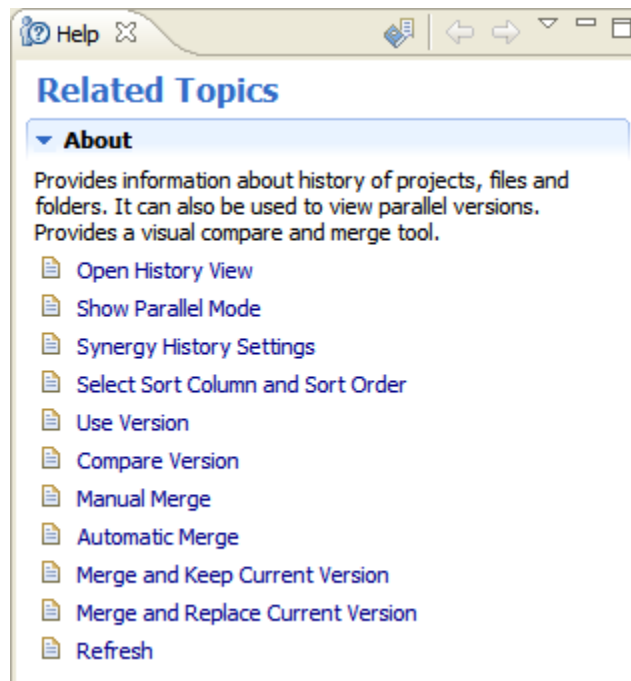 Help
Related Topics
About
Provides information about history of projects, files and
folders. It can also be used to view parallel versions.
Provides a visual compare and merge tool.
Open History View
Show Parallel Mode
Synergy History Settings
Select Sort Column and Sort Order
Use Version
Compare Version
Manual Merge
Automatic Merge
Merge and Keep Current Version
Merge and Replace Current Version
Refresh